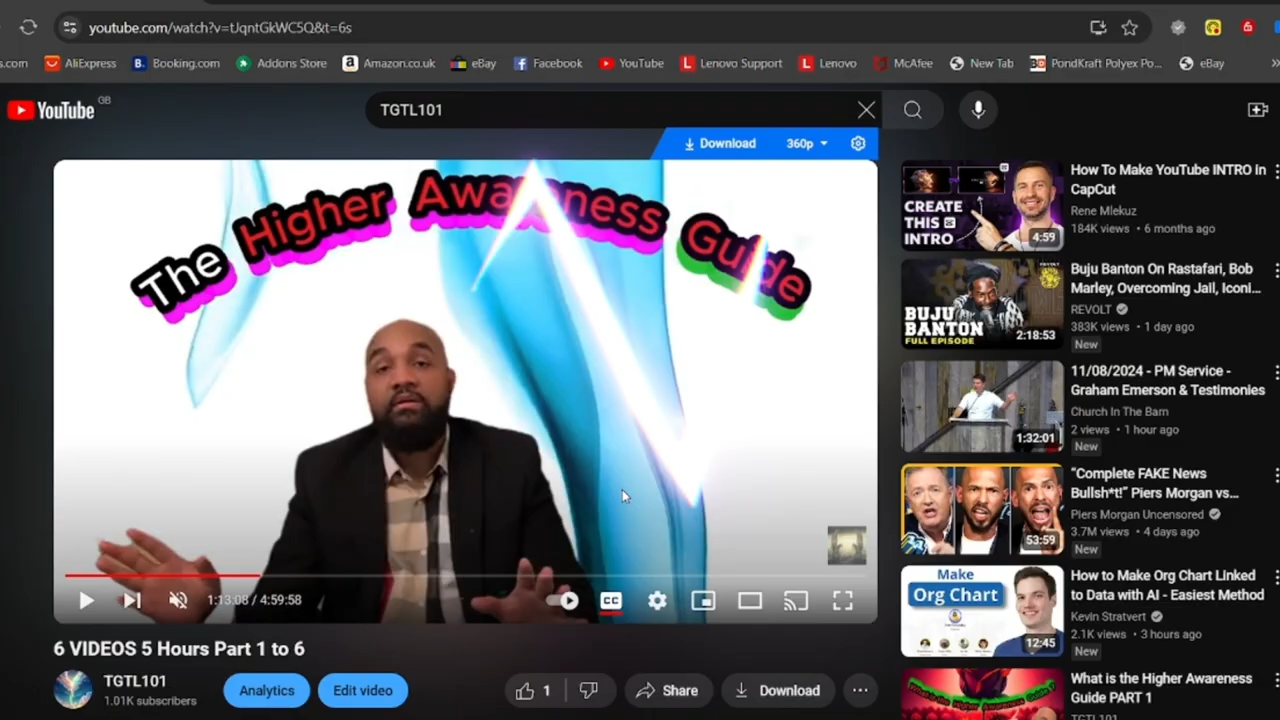 youtube.com/watch?v=tJqntGkWC5Q&t=6s
s.com AliExpress Booking.com Addons Store Amazon.co.uk eBay Facebook YouTube Lenovo Support Lenovo McAfee New Tab PondKraft Polyex Po... eBay
YouTube GB
TGTL101
Download 360p
The Higher Awareness Guide
1:13:08 / 4:59:58
CC
6 VIDEOS 5 Hours Part 1 to 6
TGTL101
1.01K subscribers
Analytics
Edit video
1
Share
Download
CREATE
THIS
INTRO
4:59
How To Make YouTube INTRO in
CapCut
Rene Mlekuz
184K views • 6 months ago
BUJU
BANTON
FULL EPISODE
2:18:53
Buju Banton On Rastafari, Bob
Marley, Overcoming Jail, Iconi...
REVOLT
383K views • 1 day ago
New
1:32:01
11/08/2024 - PM Service -
Graham Emerson & Testimonies
Church In The Barn
2 views • 1 hour ago
New
53:59
“Complete FAKE News
Bullsh*t!” Piers Morgan vs...
Piers Morgan Uncensored
3.7M views • 4 days ago
New
Make
Org Chart
12:45
How to Make Org Chart Linked
to Data with AI - Easiest Method
Kevin Stratvert
2.1K views • 3 hours ago
New
What is the Higher Awareness
Guide PART 1
TGTL101